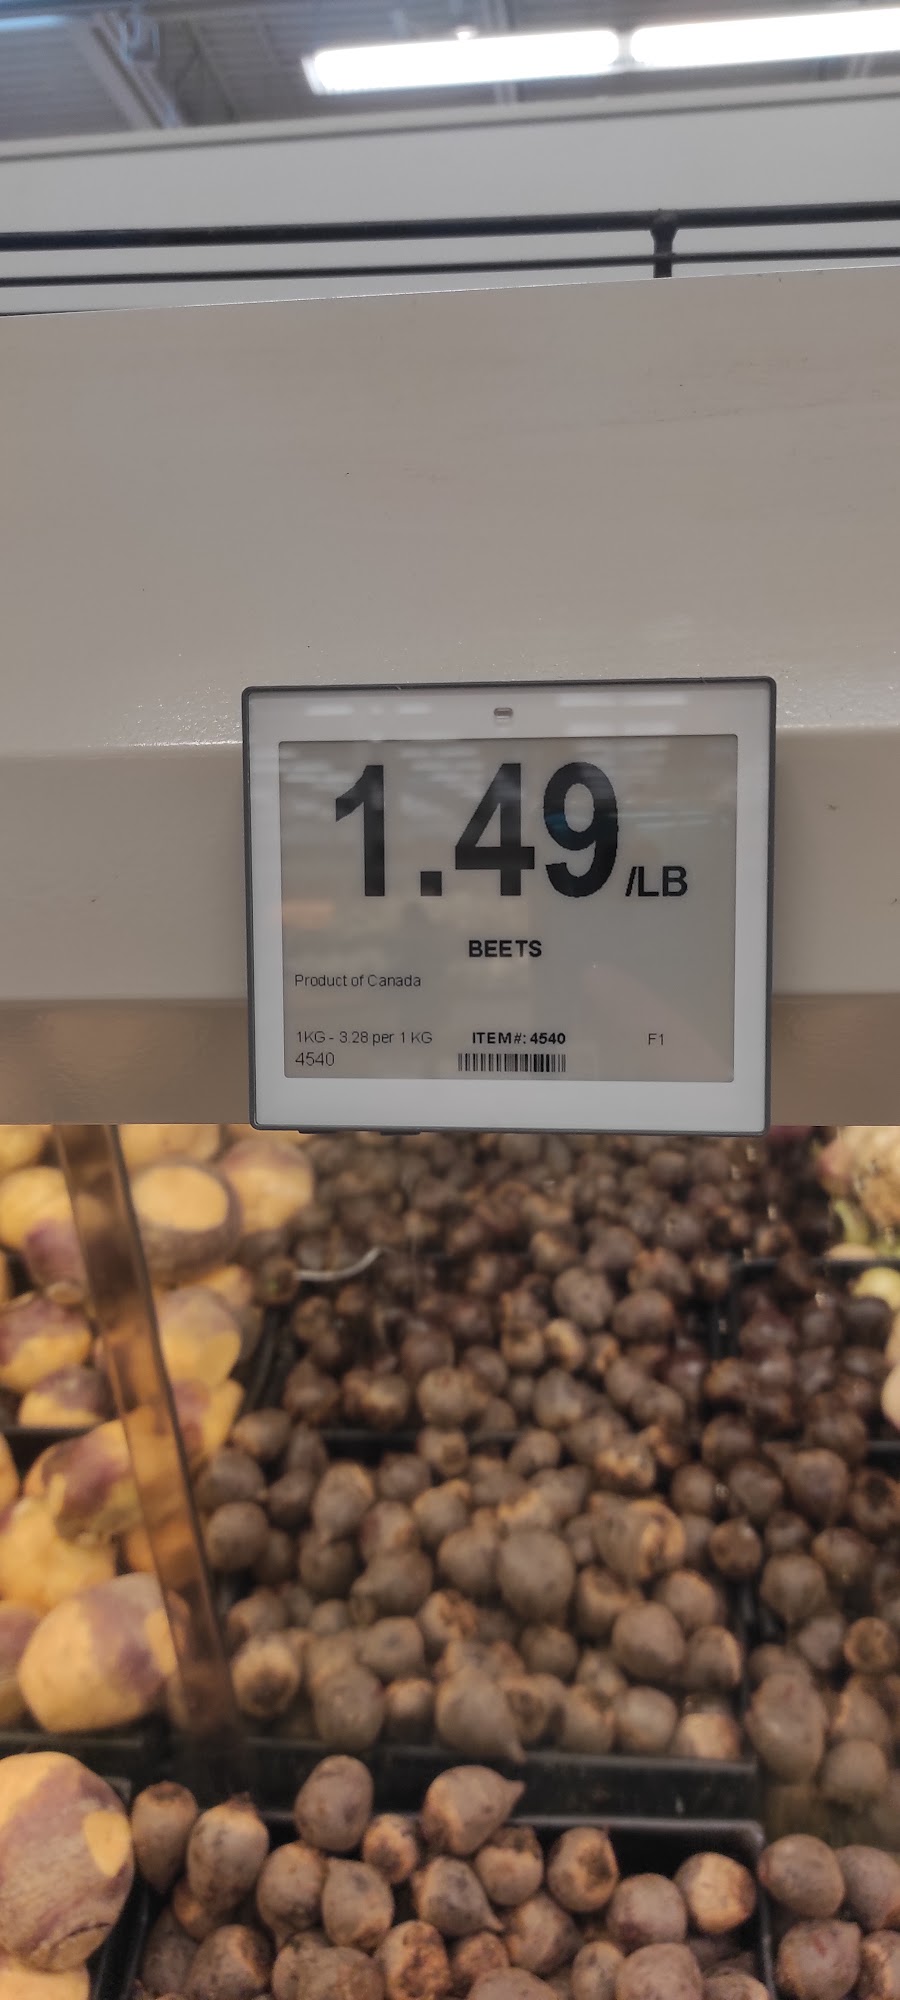 1.49/LB
BEETS
Product of Canada
1KG - 3.28 per 1 KG ITEM#: 4540 F1
4540